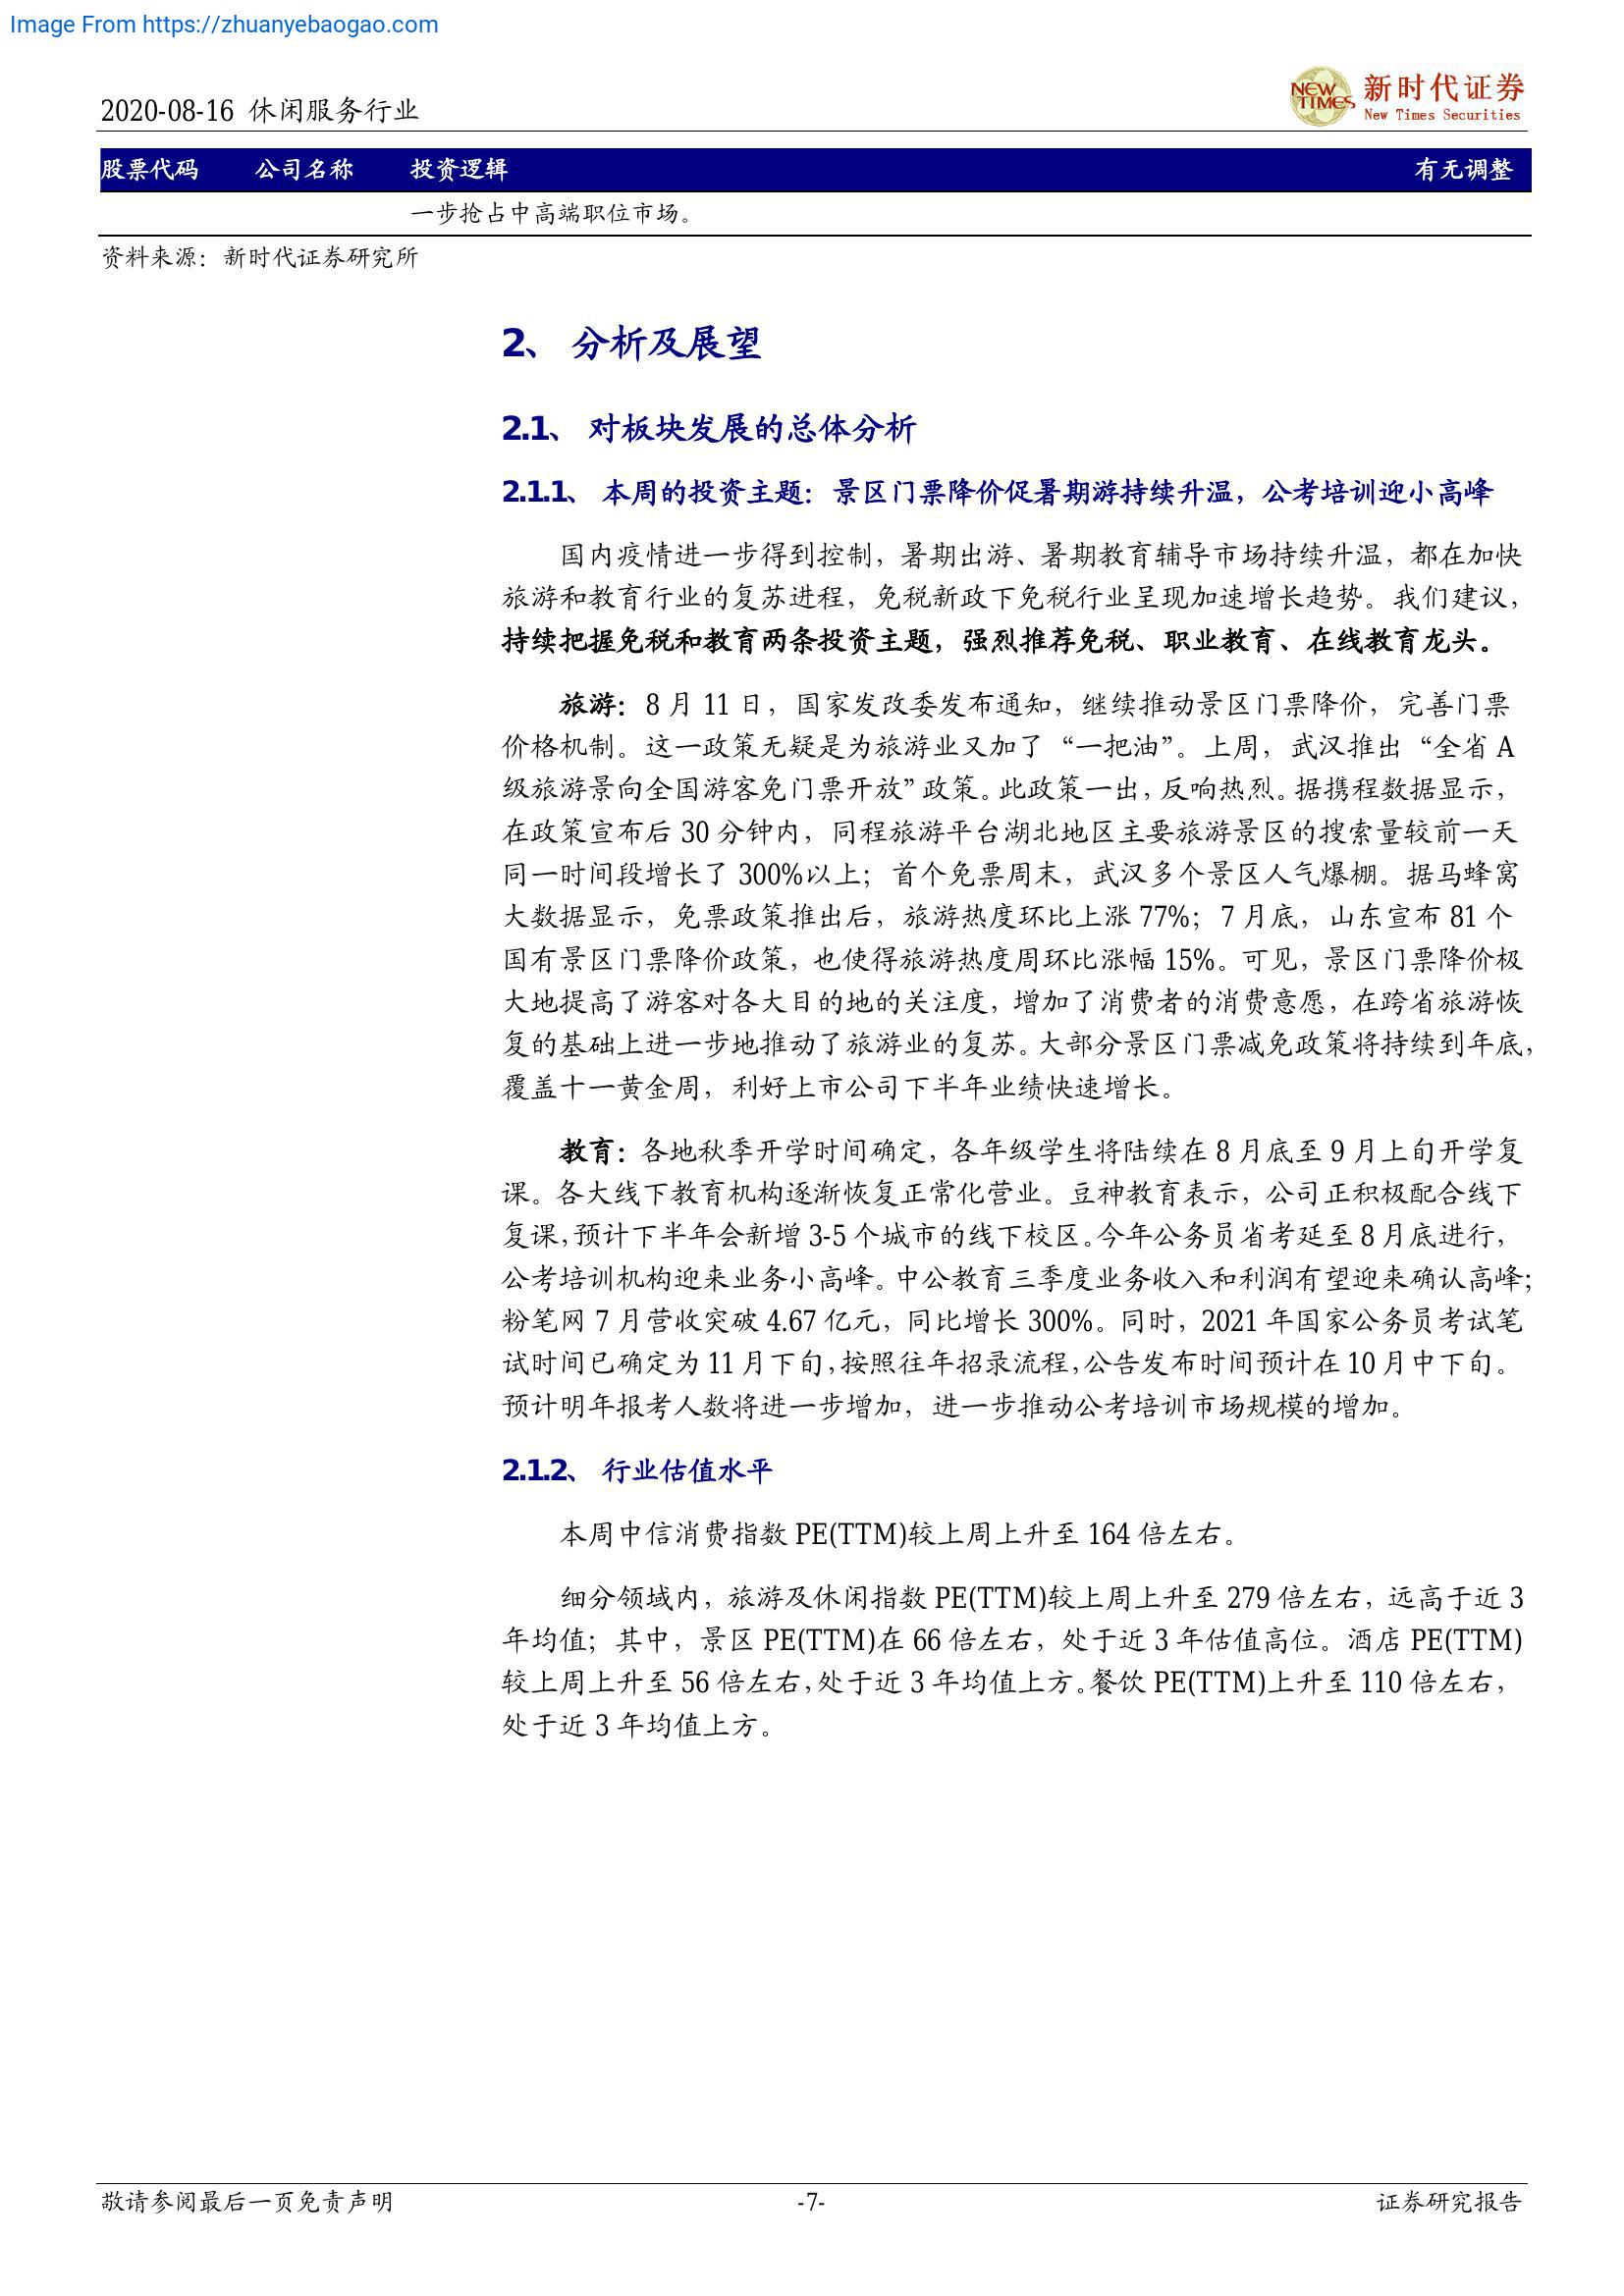 Image From https://zhuanyebaogao.com
2020-08-16 休闲服务行业
NEW TIMES 新时代证券
New Times Securities
股票代码 公司名称 投资逻辑 有无调整
一步抢占中高端职位市场。
资料来源：新时代证券研究所
2、 分析及展望
2.1、 对板块发展的总体分析
2.1.1、 本周的投资主题：景区门票降价促暑期游持续升温，公考培训迎小高峰
国内疫情进一步得到控制，暑期出游、暑期教育辅导市场持续升温，都在加快
旅游和教育行业的复苏进程，免税新政下免税行业呈现加速增长趋势。我们建议，
持续把握免税和教育两条投资主题，强烈推荐免税、职业教育、在线教育龙头。
旅游：8 月 11 日，国家发改委发布通知，继续推动景区门票降价，完善门票
价格机制。这一政策无疑是为旅游业又加了“一把油”。上周，武汉推出“全省 A
级旅游景向全国游客免门票开放”政策。此政策一出，反响热烈。据携程数据显示，
在政策宣布后 30 分钟内，同程旅游平台湖北地区主要旅游景区的搜索量较前一天
同一时间段增长了 300%以上；首个免票周末，武汉多个景区人气爆棚。据马蜂窝
大数据显示，免票政策推出后，旅游热度环比上涨 77%；7 月底，山东宣布 81 个
国有景区门票降价政策，也使得旅游热度周环比涨幅 15%。可见，景区门票降价极
大地提高了游客对各大目的地的关注度，增加了消费者的消费意愿，在跨省旅游恢
复的基础上进一步地推动了旅游业的复苏。大部分景区门票减免政策将持续到年底，
覆盖十一黄金周，利好上市公司下半年业绩快速增长。
教育：各地秋季开学时间确定，各年级学生将陆续在 8 月底至 9 月上旬开学复
课。各大线下教育机构逐渐恢复正常化营业。豆神教育表示，公司正积极配合线下
复课，预计下半年会新增 3-5 个城市的线下校区。今年公务员省考延至 8 月底进行，
公考培训机构迎来业务小高峰。中公教育三季度业务收入和利润有望迎来确认高峰；
粉笔网 7 月营收突破 4.67 亿元，同比增长 300%。同时，2021 年国家公务员考试笔
试时间已确定为 11 月下旬，按照往年招录流程，公告发布时间预计在 10 月中下旬。
预计明年报考人数将进一步增加，进一步推动公考培训市场规模的增加。
2.1.2、 行业估值水平
本周中信消费指数 PE(TTM)较上周上升至 164 倍左右。
细分领域内，旅游及休闲指数 PE(TTM)较上周上升至 279 倍左右，远高于近 3
年均值；其中，景区 PE(TTM)在 66 倍左右，处于近 3 年估值高位。酒店 PE(TTM)
较上周上升至 56 倍左右，处于近 3 年均值上方。餐饮 PE(TTM)上升至 110 倍左右，
处于近 3 年均值上方。
敬请参阅最后一页免责声明 -7- 证券研究报告